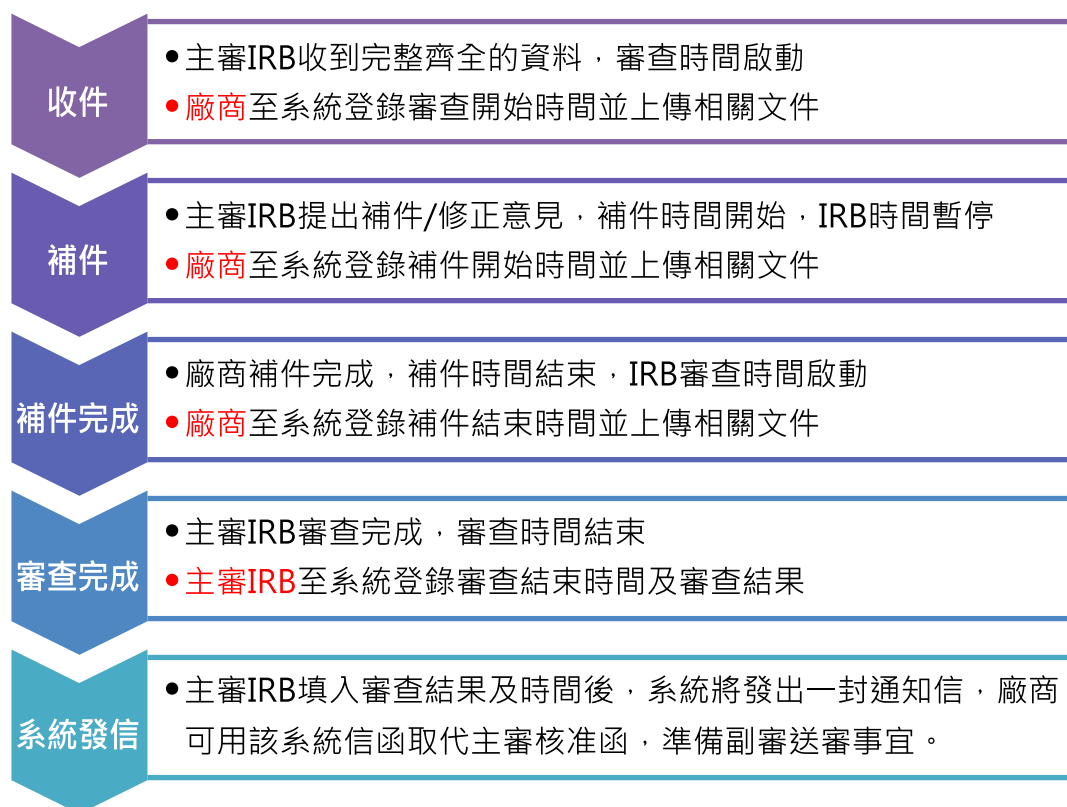 收件
•主審IRB收到完整齊全的資料，審查時間啟動
•廠商至系統登錄審查開始時間並上傳相關文件
補件
•主審IRB提出補件/修正意見，補件時間開始，IRB時間暫停
•廠商至系統登錄補件開始時間並上傳相關文件
補件完成
•廠商補件完成，補件時間結束，IRB審查時間啟動
•廠商至系統登錄補件結束時間並上傳相關文件
審查完成
•主審IRB審查完成，審查時間結束
•主審IRB至系統登錄審查結束時間及審查結果
系統發信
•主審IRB填入審查結果及時間後，系統將發出一封通知信，廠商
可用該系統信函取代主審核准函，準備副審送審事宜。